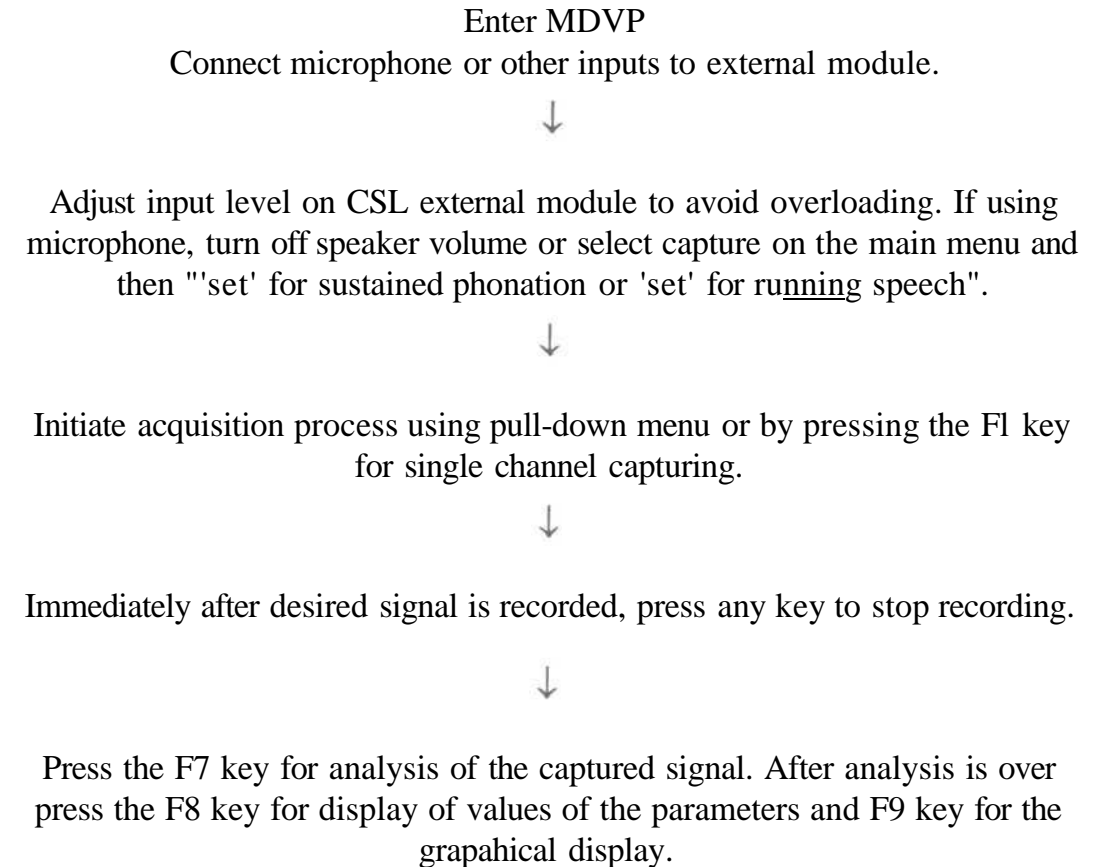 Enter MDVP
Connect microphone or other inputs to external module.
↓
Adjust input level on CSL external module to avoid overloading. If using
microphone, turn off speaker volume or select capture on the main menu and
then "'set' for sustained phonation or 'set' for running speech".
↓
Initiate acquisition process using pull-down menu or by pressing the Fl key
for single channel capturing.
↓
Immediately after desired signal is recorded, press any key to stop recording.
↓
Press the F7 key for analysis of the captured signal. After analysis is over
press the F8 key for display of values of the parameters and F9 key for the
grapahical display.